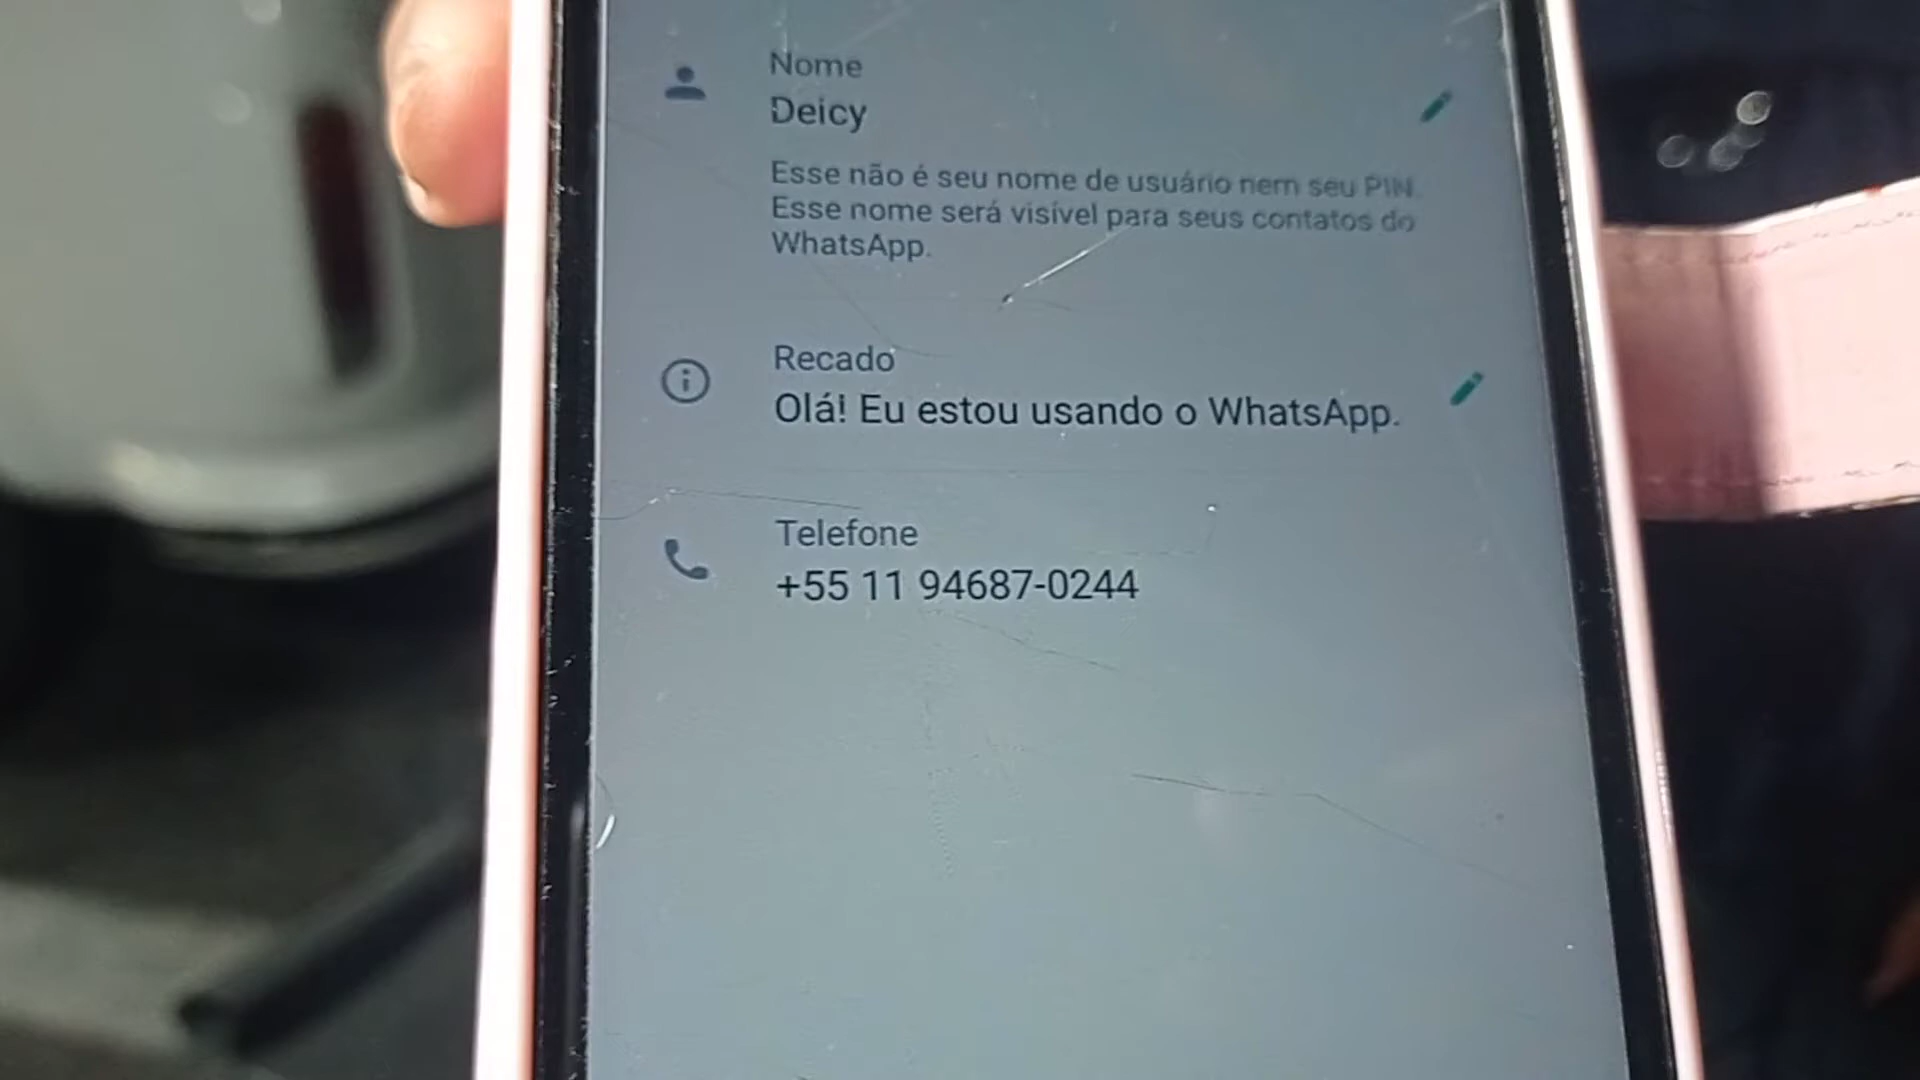 Nome
Deicy
Esse não é seu nome de usuário nem seu PIN.
Esse nome será visível para seus contatos do
WhatsApp.
Recado
Olá! Eu estou usando o WhatsApp.
Telefone
+55 11 94687-0244